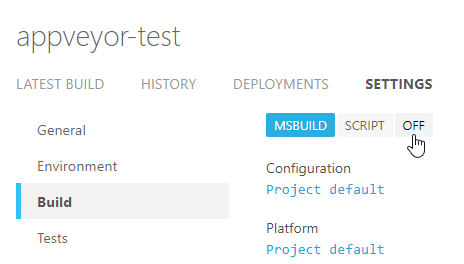 appveyor-test
LATEST BUILD HISTORY DEPLOYMENTS SETTINGS
General
Environment
Build
Tests
MSBUILD SCRIPT OFF
Configuration
Project default
Platform
Project default